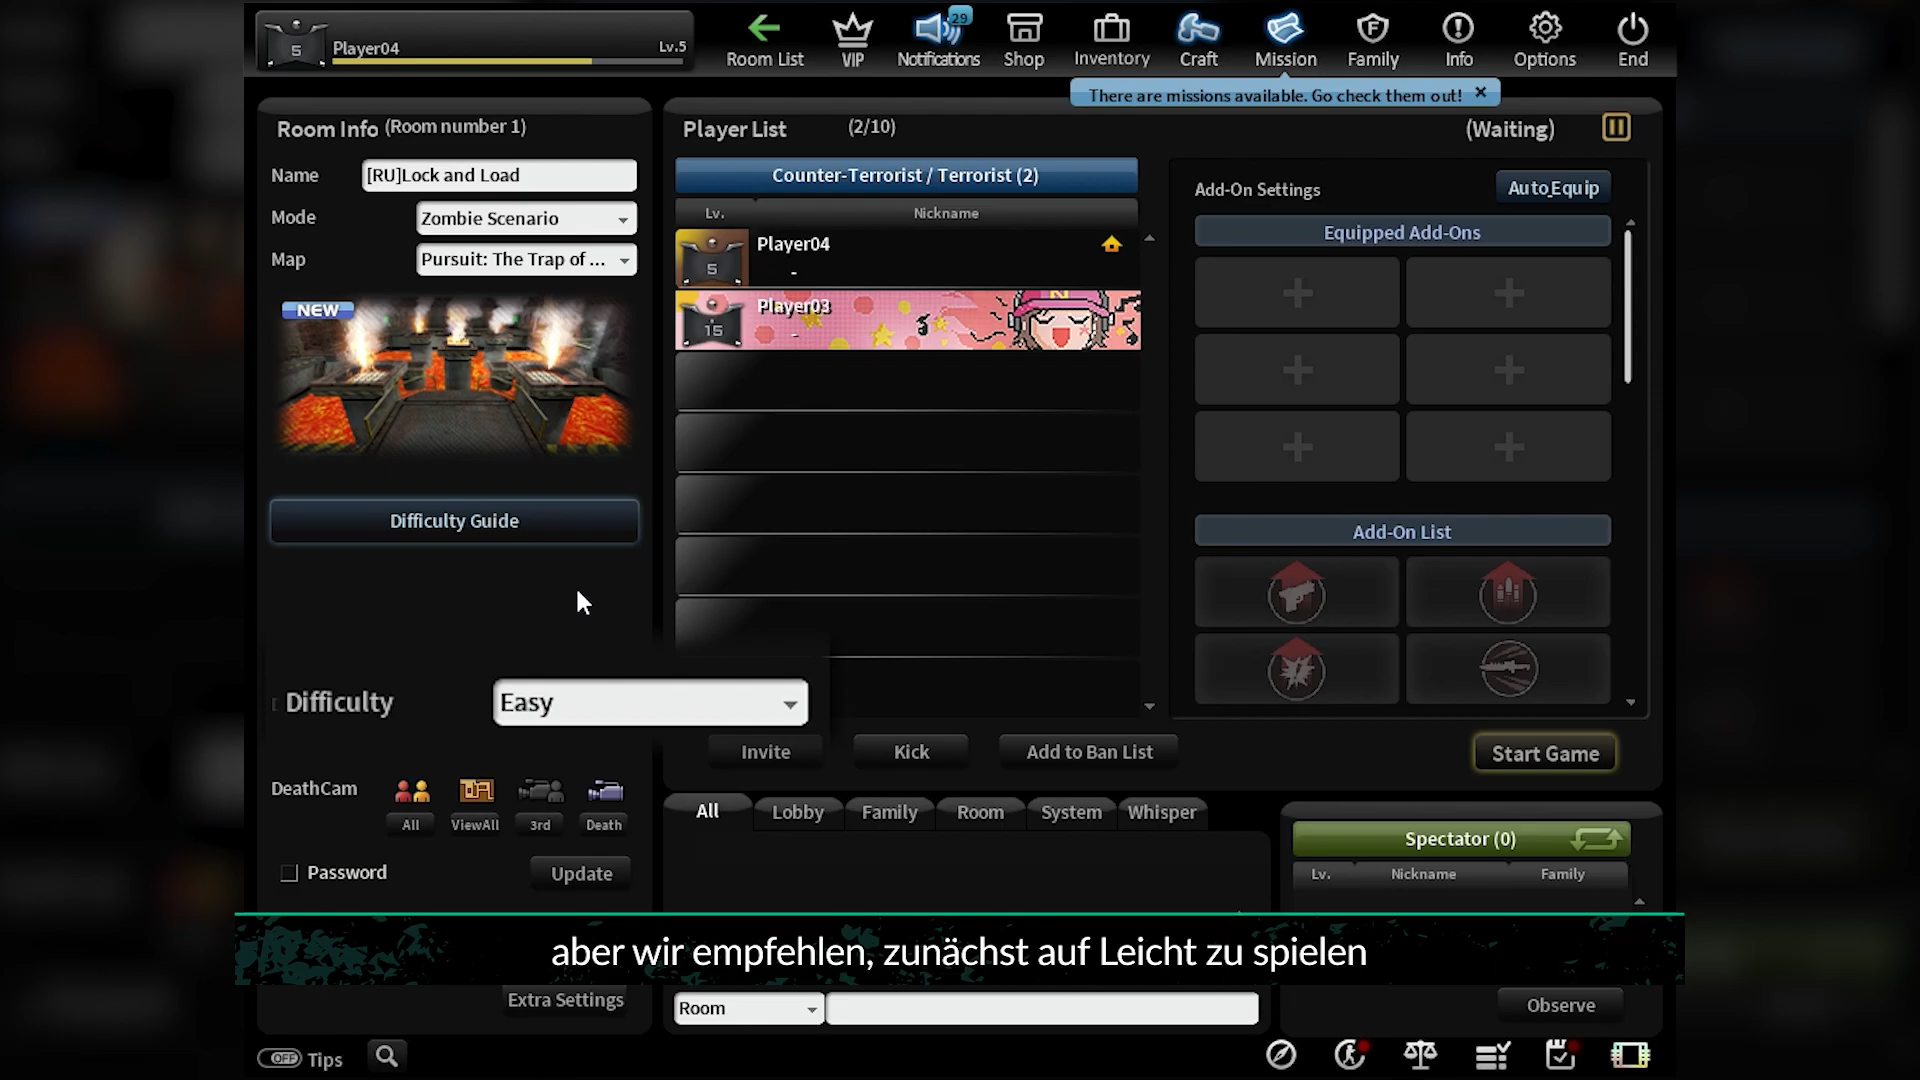 5
Player04
Lv.5
Room List
VIP
29
Notifications
Shop
Inventory
Craft
Mission
Family
Info
Options
End
There are missions available. Go check them out!
Room Info (Room number 1)
Name
[RU]Lock and Load
Mode
Zombie Scenario
Map
Pursuit: The Trap of ...
NEW
Difficulty Guide
Difficulty
Easy
DeathCam
All
ViewAll
3rd
Death
Password
Update
Extra Settings
Player List
(2/10)
(Waiting)
Counter-Terrorist / Terrorist (2)
Lv.
Nickname
5
Player04
-
15
Player03
-
Invite
Kick
Add to Ban List
Add-On Settings
Auto_Equip
Equipped Add-Ons
Add-On List
Start Game
All
Lobby
Family
Room
System
Whisper
Spectator (0)
Lv.
Nickname
Family
aber wir empfehlen, zunächst auf Leicht zu spielen
Room
Observe
OFF
Tips